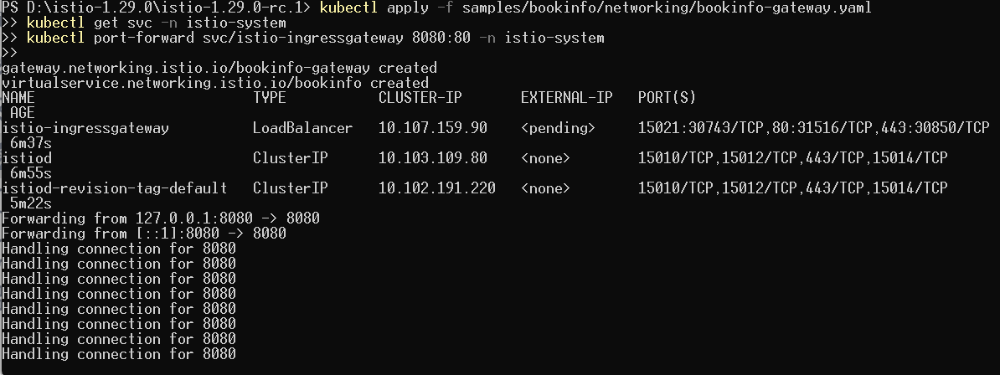 PS D:\istio-1.29.0\istio-1.29.0-rc.1> kubectl apply -f samples/bookinfo/networking/bookinfo-gateway.yaml
>> kubectl get svc -n istio-system
>> kubectl port-forward svc/istio-ingressgateway 8080:80 -n istio-system
>>
gateway.networking.istio.io/bookinfo-gateway created
virtualservice.networking.istio.io/bookinfo created
NAME                          TYPE           CLUSTER-IP       EXTERNAL-IP   PORT(S)
 AGE
istio-ingressgateway          LoadBalancer   10.107.159.90    <pending>     15021:30743/TCP,80:31516/TCP,443:30850/TCP
 6m37s
istiod                        ClusterIP      10.103.109.80    <none>        15010/TCP,15012/TCP,443/TCP,15014/TCP
 6m55s
istiod-revision-tag-default   ClusterIP      10.102.191.220   <none>        15010/TCP,15012/TCP,443/TCP,15014/TCP
 5m22s
Forwarding from 127.0.0.1:8080 -> 8080
Forwarding from [::1]:8080 -> 8080
Handling connection for 8080
Handling connection for 8080
Handling connection for 8080
Handling connection for 8080
Handling connection for 8080
Handling connection for 8080
Handling connection for 8080
Handling connection for 8080